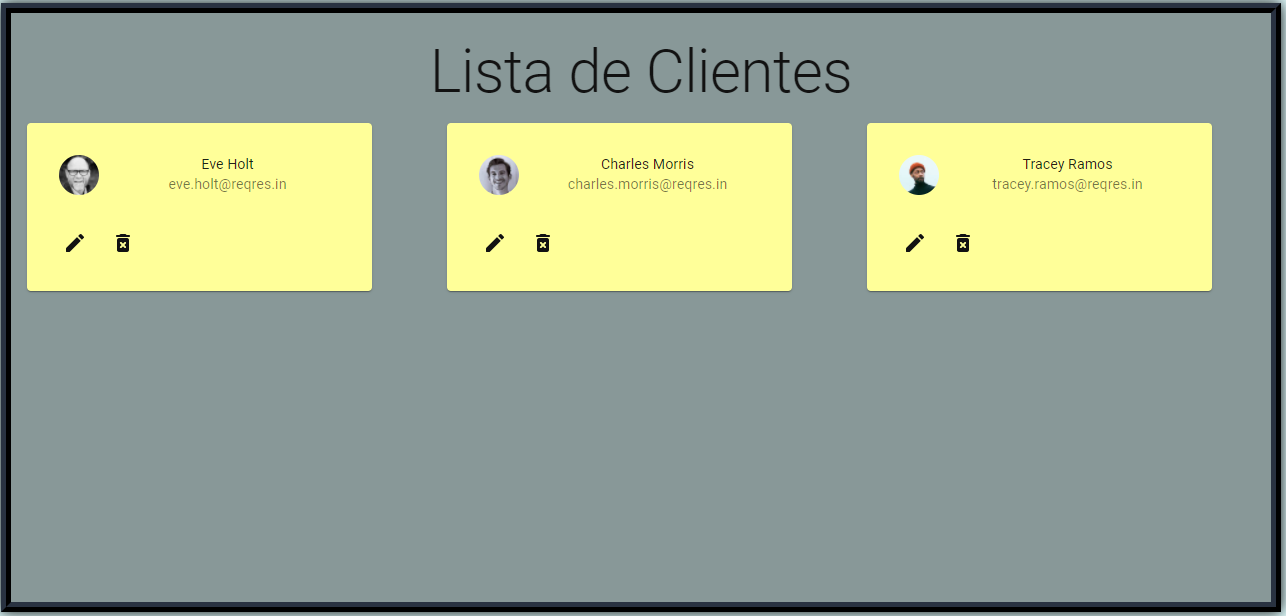 Lista de Clientes
Eve Holt
eve.holt@reqres.in
Charles Morris
charles.morris@reqres.in
Tracey Ramos
tracey.ramos@reqres.in